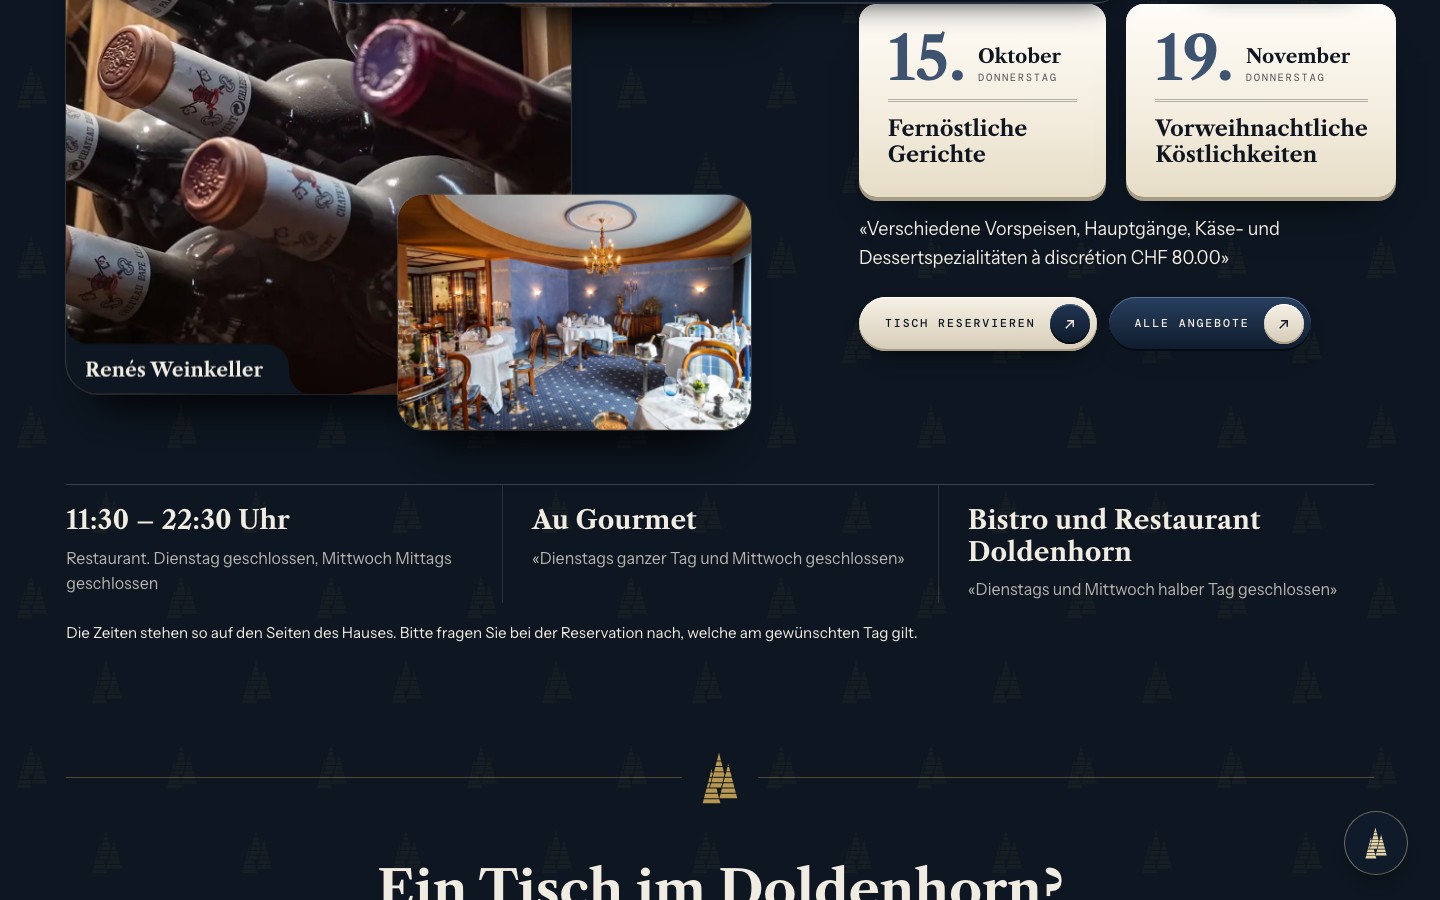 15. Oktober
DONNERSTAG
Fernöstliche
Gerichte
19. November
DONNERSTAG
Vorweihnachtliche
Köstlichkeiten
«Verschiedene Vorspeisen, Hauptgänge, Käse- und
Dessertspezialitäten à discrétion CHF 80.00»
TISCH RESERVIEREN
ALLE ANGEBOTE
Renés Weinkeller
11:30 – 22:30 Uhr
Restaurant. Dienstag geschlossen, Mittwoch Mittags
geschlossen
Au Gourmet
«Dienstags ganzer Tag und Mittwoch geschlossen»
Bistro und Restaurant
Doldenhorn
«Dienstags und Mittwoch halber Tag geschlossen»
Die Zeiten stehen so auf den Seiten des Hauses. Bitte fragen Sie bei der Reservation nach, welche am gewünschten Tag gilt.
Ein Tisch im Doldenhorn?